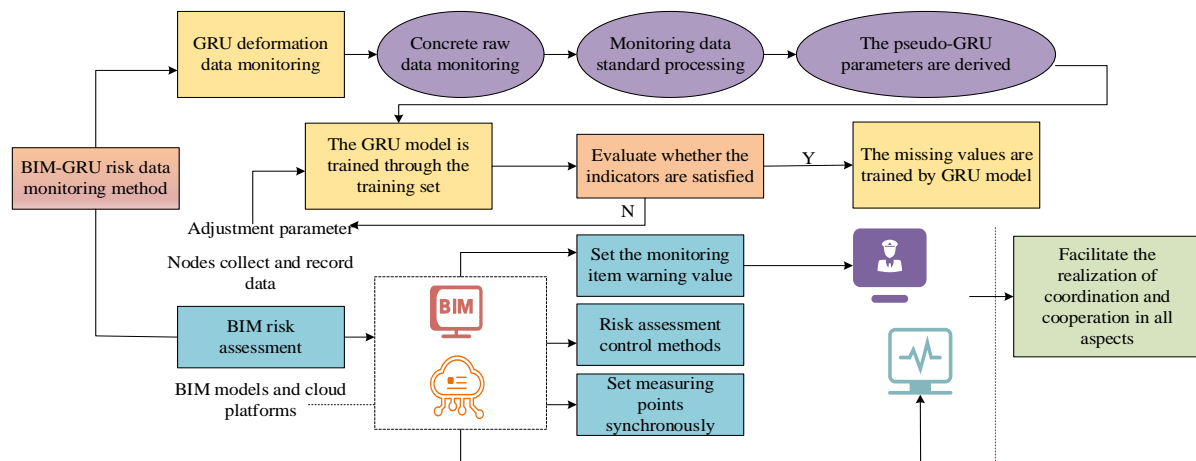 GRU deformation
data monitoring
Concrete raw
data monitoring
Monitoring data
standard processing
The pseudo-GRU
parameters are derived
BIM-GRU risk data
monitoring method
The GRU model is
trained through the
training set
Evaluate whether the
indicators are satisfied
Y
The missing values are
trained by GRU model
N
Adjustment parameter
Nodes collect and record
data
BIM risk
assessment
BIM models and cloud
platforms
BIM
Set the monitoring
item warning value
Risk assessment
control methods
Set measuring
points
synchronously
Facilitate the
realization of
coordination and
cooperation in all
aspects